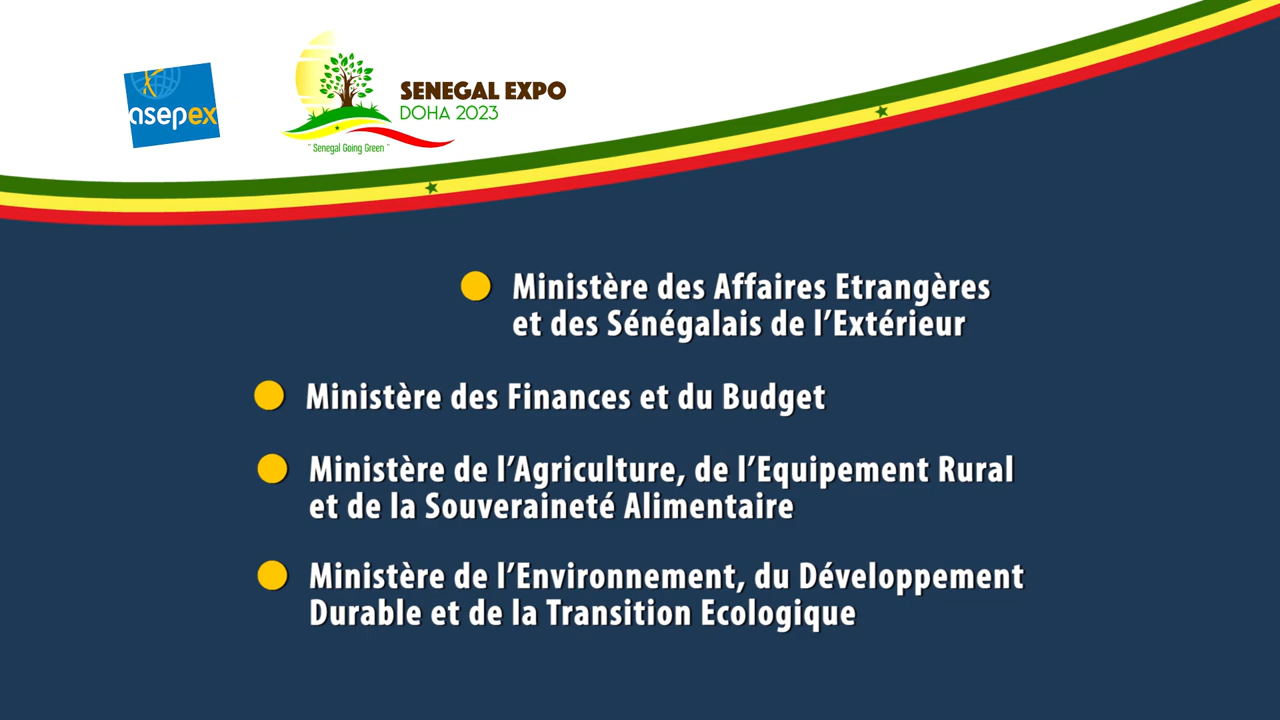 asepex
SENEGAL EXPO
DOHA 2023
" Senegal Going Green "
Ministère des Affaires Etrangères
et des Sénégalais de l’Extérieur
Ministère des Finances et du Budget
Ministère de l’Agriculture, de l’Equipement Rural
et de la Souveraineté Alimentaire
Ministère de l’Environnement, du Développement
Durable et de la Transition Ecologique